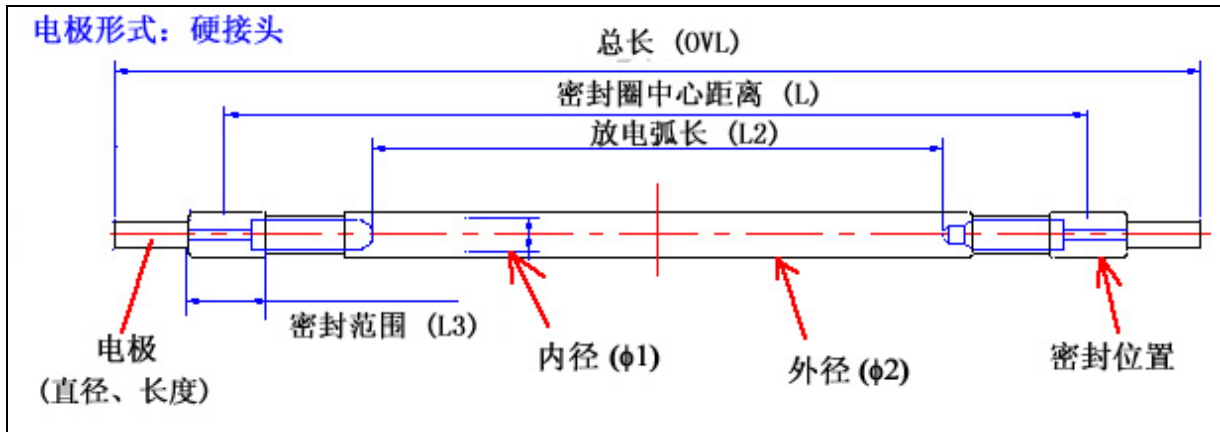 电极形式：硬接头
总长 (OVL)
密封圈中心距离 (L)
放电弧长 (L2)
密封范围 (L3)
电极
(直径、长度)
内径 (ϕ1)
外径 (ϕ2)
密封位置